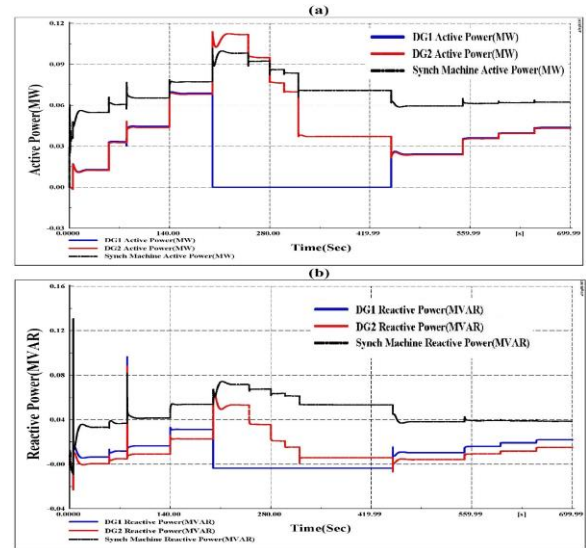 (a)
0.12
DG1 Active Power(MW)
DG2 Active Power(MW)
Synch Machine Active Power(MW)
0.09
0.06
0.03
0.00
-0.03
Active Power(MW)
0.0000 140.00 280.00 419.99 559.99 [s] 699.99
DG1 Active Power(MW)
DG2 Active Power(MW)
Synch Machine Active Power(MW)
Time(Sec)
(b)
0.16
DG1 Reactive Power(MVAR)
DG2 Reactive Power(MVAR)
Synch Machine Reactive Power(MVAR)
0.12
0.08
0.04
-0.00
-0.04
Reactive Power(MVAR)
0.0000 140.00 280.00 419.99 559.99 [s] 699.99
DG1 Reactive Power(MVAR)
DG2 Reactive Power(MVAR)
Synch Machine Reactive Power(MVAR)
Time(Sec)